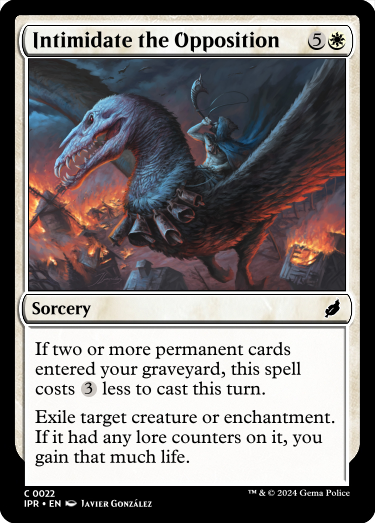 Intimidate the Opposition 5
Sorcery
If two or more permanent cards
entered your graveyard, this spell
costs 3 less to cast this turn.
Exile target creature or enchantment.
If it had any lore counters on it, you
gain that much life.
C 0022
IPR • EN Javier González
™ & © 2024 Gema Police